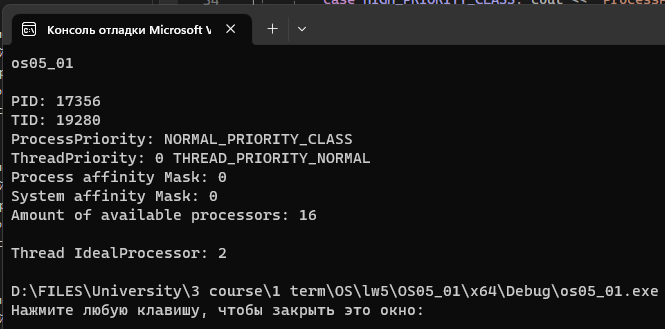 34 case HIGH_PRIORITY_CLASS: cout << "ProcessP
Консоль отладки Microsoft V
os05_01
PID: 17356
TID: 19280
ProcessPriority: NORMAL_PRIORITY_CLASS
ThreadPriority: 0 THREAD_PRIORITY_NORMAL
Process affinity Mask: 0
System affinity Mask: 0
Amount of available processors: 16
Thread IdealProcessor: 2
D:\FILES\University\3 course\1 term\OS\lw5\OS05_01\x64\Debug\os05_01.exe
Нажмите любую клавишу, чтобы закрыть это окно: